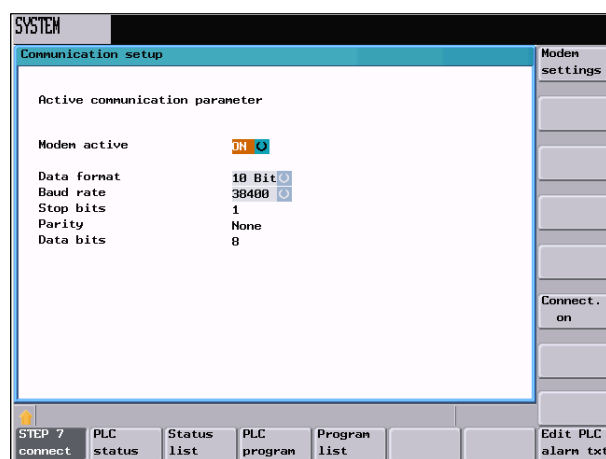 SYSTEM
Communication setup
Modem settings
Active communication parameter
Modem active ON
Data format 10 Bit
Baud rate 38400
Stop bits 1
Parity None
Data bits 8
Connect. on
STEP 7 connect
PLC status
Status list
PLC program
Program list
Edit PLC alarm txt